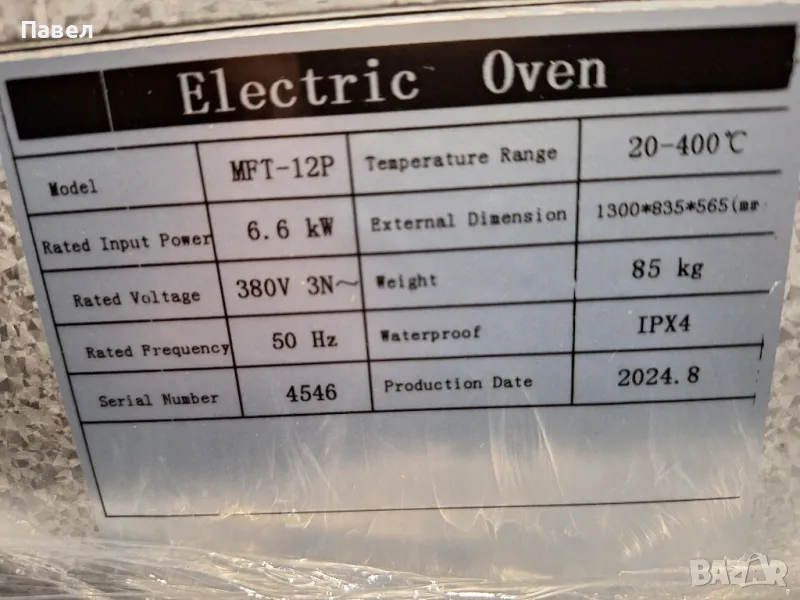 Павел
Electric Oven
Model MFT-12P Temperature Range 20-400℃
Rated Input Power 6.6 kW External Dimension 1300*835*565(mm
Rated Voltage 380V 3N~ Weight 85 kg
Rated Frequency 50 Hz Waterproof IPX4
Serial Number 4546 Production Date 2024.8
BAZAR